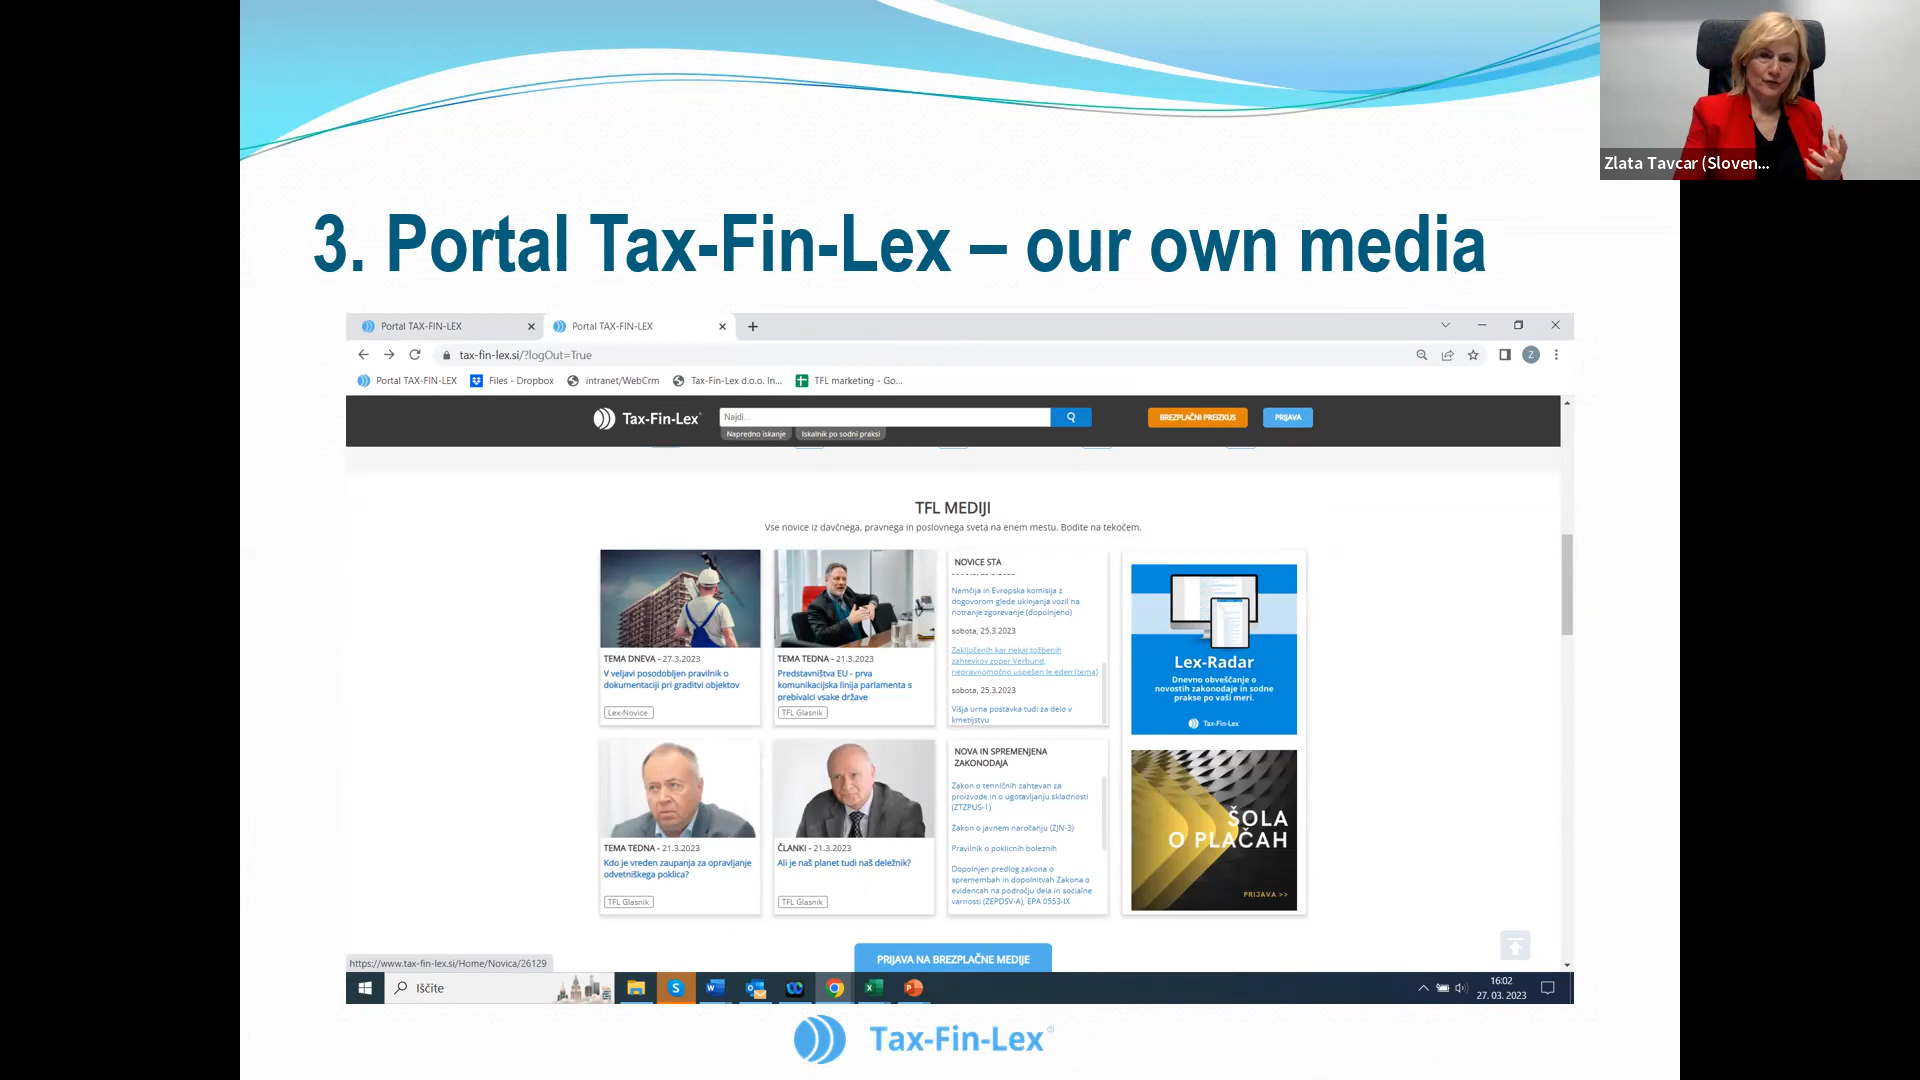 Zlata Tavcar (Sloven...
3. Portal Tax-Fin-Lex – our own media
Portal TAX-FIN-LEX
Portal TAX-FIN-LEX
tax-fin-lex.si/?logOut=True
Z
Portal TAX-FIN-LEX
Files - Dropbox
intranet/WebCrm
Tax-Fin-Lex d.o.o. In...
TFL marketing - Go...
Tax-Fin-Lex
Najdi...
BREZPLAČNI PREIZKUS
PRIJAVA
Napredno iskanje
Iskalnik po sodni praksi
TFL MEDIJI
Vse novice iz davčnega, pravnega in poslovnega sveta na enem mestu. Bodite na tekočem.
TEMA DNEVA - 27.3.2023
V veljavi posodobljen pravilnik o
dokumentaciji pri graditvi objektov
Lex-Novice
TEMA TEDNA - 21.3.2023
Predstavništva EU - prva
komunikacijska linija parlamenta s
prebivalci vsake države
TFL Glasnik
NOVICE STA
Nemčija in Evropska komisija z
dogovorom glede ukinjanja vozil na
notranje zgorevanje (dopolnjeno)
sobota, 25.3.2023
Zaključenih kar nekaj tožbenih
zahtevkov zoper Verbund,
nepravnomočno uspešen le eden (tema)
sobota, 25.3.2023
Višja urna postavka tudi za delo v
kmetijstvu
Lex-Radar
Dnevno obveščanje o
novostih zakonodaje in sodne
prakse po vaši meri.
Tax-Fin-Lex
TEMA TEDNA - 21.3.2023
Kdo je vreden zaupanja za opravljanje
odvetniškega poklica?
TFL Glasnik
ČLANKI - 21.3.2023
Ali je naš planet tudi naš deležnik?
TFL Glasnik
NOVA IN SPREMENJENA
ZAKONODAJA
Zakon o tehničnih zahtevah za
proizvode in o ugotavljanju skladnosti
(ZTZPUS-1)
Zakon o javnem naročanju (ZJN-3)
Pravilnik o poklicnih boleznih
Dopolnjen predlog zakona o
spremembah in dopolnitvah Zakona o
evidencah na področju dela in socialne
varnosti (ZEPDSV-A), EPA 0553-IX
ŠOLA
O PLAČAH
PRIJAVA >>
PRIJAVA NA BREZPLAČNE MEDIJE
https://www.tax-fin-lex.si/Home/Novica/26129
Iščite
16:02
27. 03. 2023
Tax-Fin-Lex